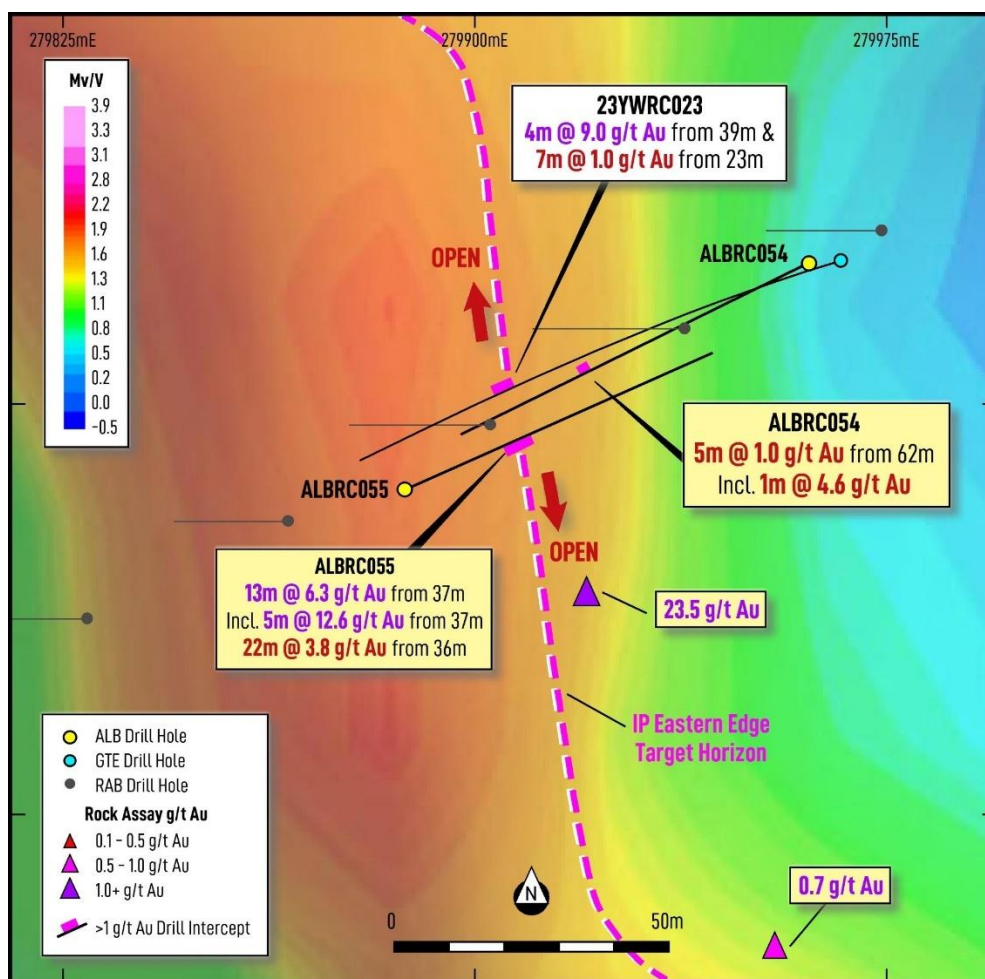 279825mE
279900mE
279975mE
Mv/V
3.9
3.3
3.1
2.8
2.2
1.9
1.6
1.3
1.1
0.8
0.5
0.2
0.0
-0.5
23YWRC023
4m @ 9.0 g/t Au from 39m &
7m @ 1.0 g/t Au from 23m
OPEN
ALBRC054
ALBRC054
5m @ 1.0 g/t Au from 62m
Incl. 1m @ 4.6 g/t Au
ALBRC055
OPEN
ALBRC055
13m @ 6.3 g/t Au from 37m
Incl. 5m @ 12.6 g/t Au from 37m
22m @ 3.8 g/t Au from 36m
23.5 g/t Au
IP Eastern Edge
Target Horizon
ALB Drill Hole
GTE Drill Hole
RAB Drill Hole
Rock Assay g/t Au
0.1 – 0.5 g/t Au
0.5 – 1.0 g/t Au
1.0+ g/t Au
>1 g/t Au Drill Intercept
N
0
50m
0.7 g/t Au